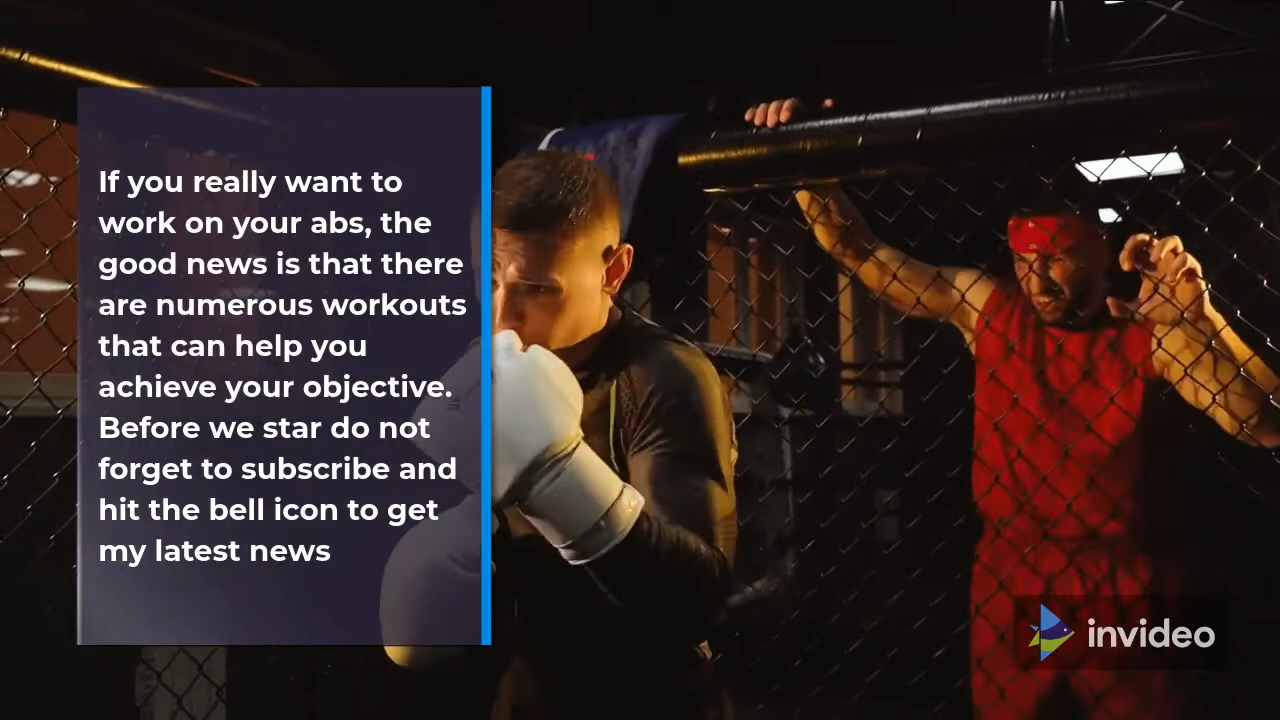 If you really want to
work on your abs, the
good news is that there
are numerous workouts
that can help you
achieve your objective.
Before we star do not
forget to subscribe and
hit the bell icon to get
my latest news
invideo